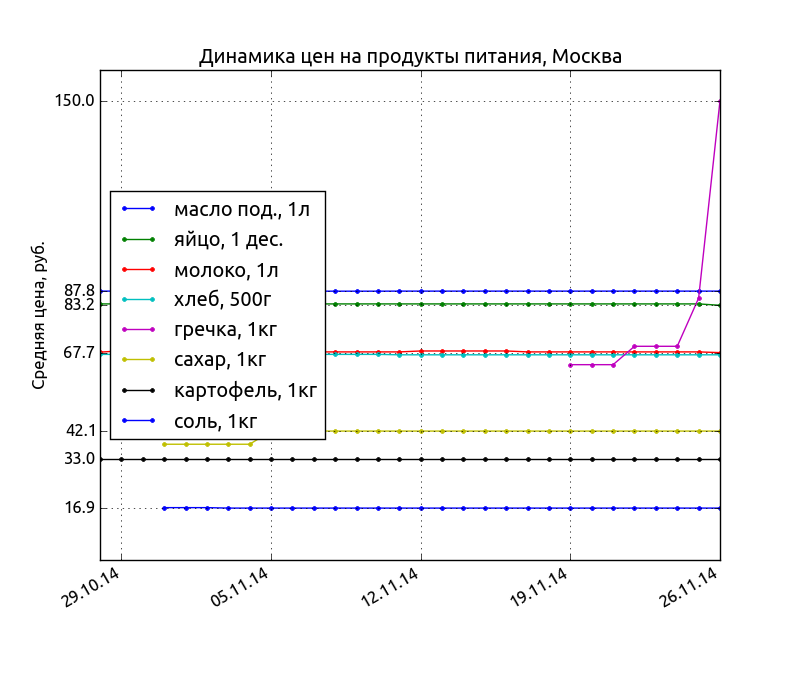 Динамика цен на продукты питания, Москва
Средняя цена, руб.
150.0
87.8
83.2
67.7
42.1
33.0
16.9
масло под., 1л
яйцо, 1 дес.
молоко, 1л
хлеб, 500г
гречка, 1кг
сахар, 1кг
картофель, 1кг
соль, 1кг
29.10.14
05.11.14
12.11.14
19.11.14
26.11.14